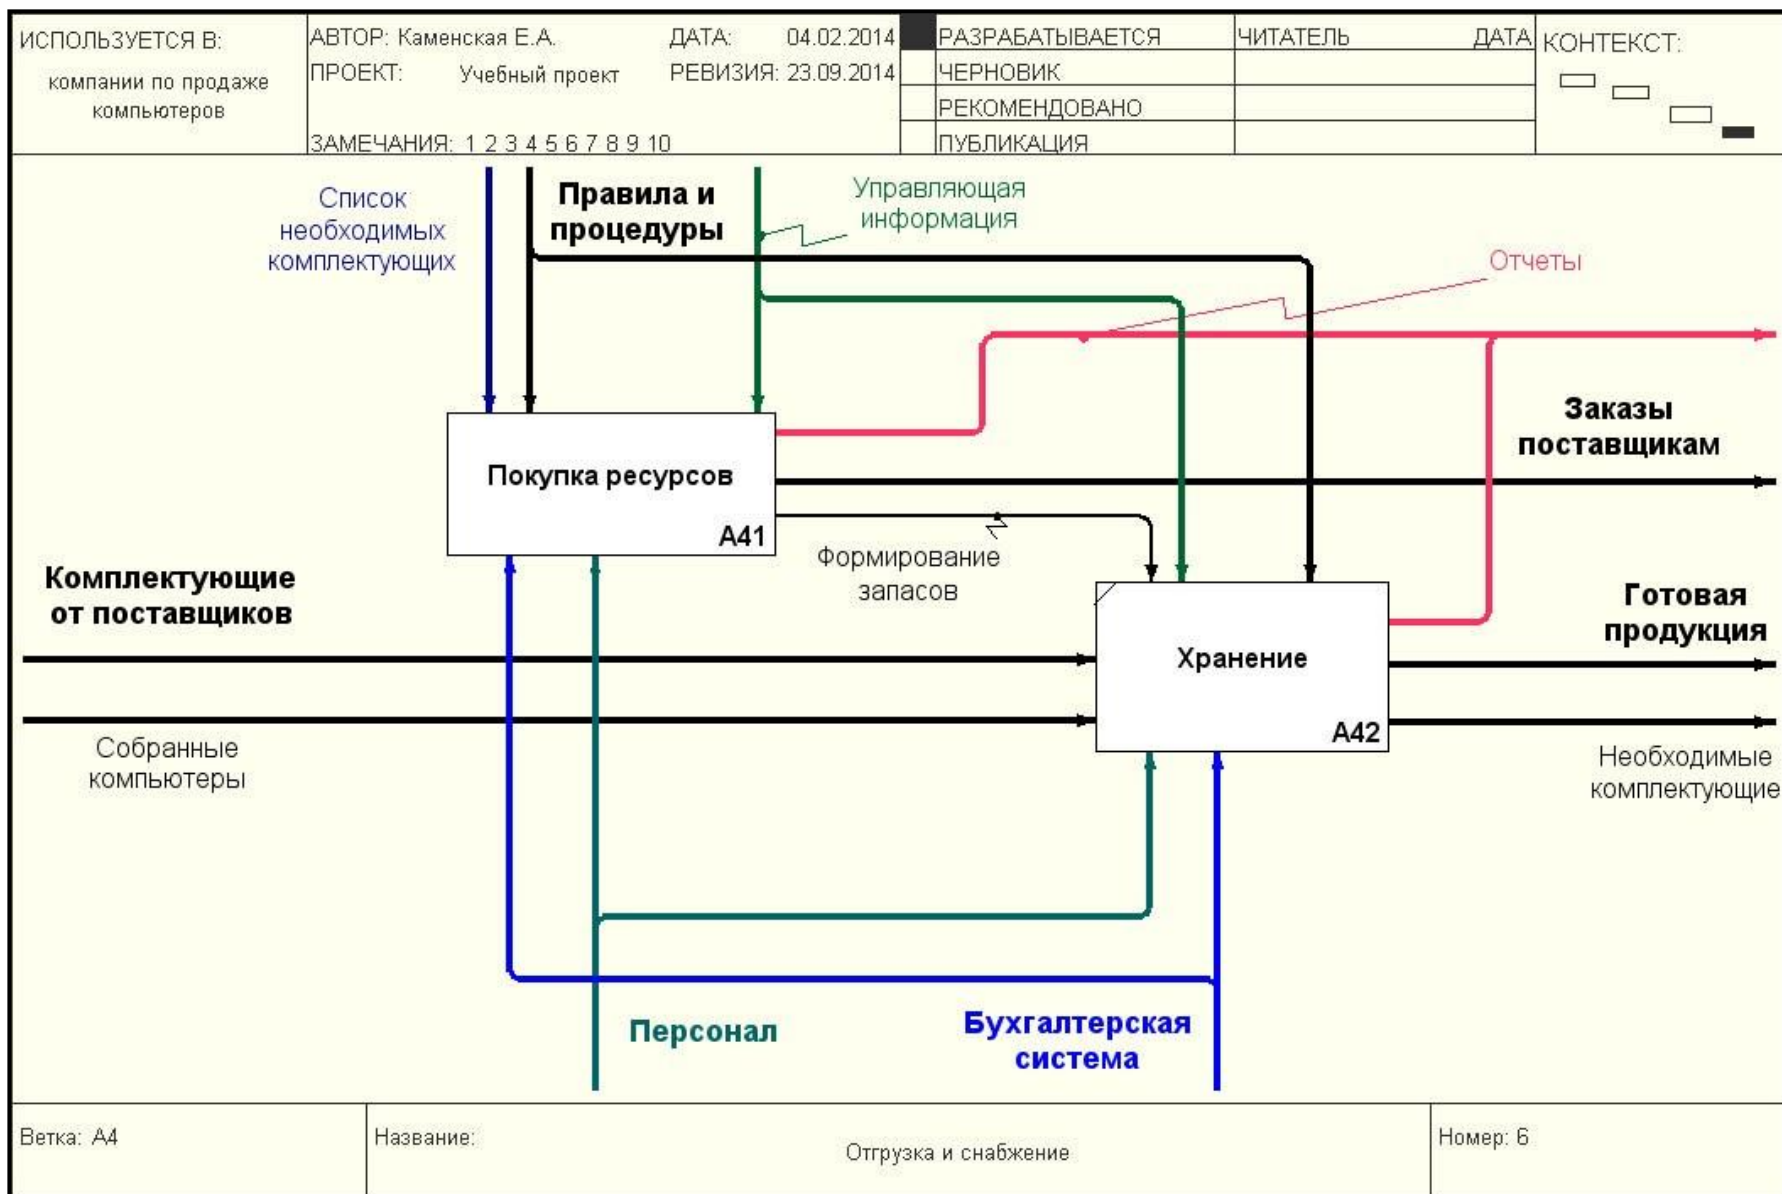 ИСПОЛЬЗУЕТСЯ В:
компании по продаже
компьютеров
АВТОР: Каменская Е.А.
ДАТА: 04.02.2014
ПРОЕКТ: Учебный проект
РЕВИЗИЯ: 23.09.2014
ЗАМЕЧАНИЯ: 1 2 3 4 5 6 7 8 9 10
РАЗРАБАТЫВАЕТСЯ
ЧЕРНОВИК
РЕКОМЕНДОВАНО
ПУБЛИКАЦИЯ
ЧИТАТЕЛЬ ДАТА
КОНТЕКСТ:
Список
необходимых
комплектующих
Правила и
процедуры
Управляющая
информация
Отчеты
Заказы
поставщикам
Покупка ресурсов
A41
Формирование
запасов
Комплектующие
от поставщиков
Готовая
продукция
Хранение
A42
Собранные
компьютеры
Необходимые
комплектующие
Персонал
Бухгалтерская
система
Ветка: A4
Название:
Отгрузка и снабжение
Номер: 6